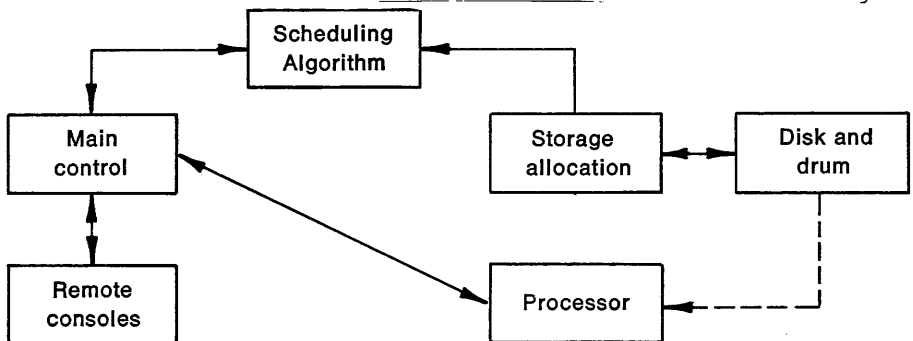 Scheduling
Algorithm
Main
control
Storage
allocation
Disk and
drum
Remote
consoles
Processor